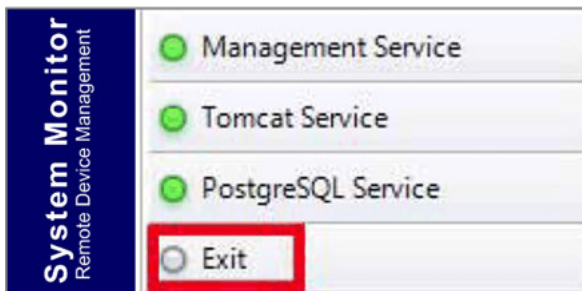 System Monitor
Remote Device Management
Management Service
Tomcat Service
PostgreSQL Service
Exit